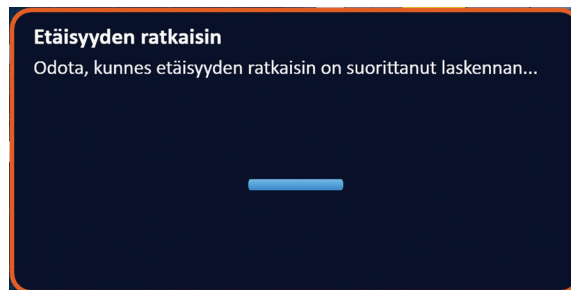 Etäisyyden ratkaisin
Odota, kunnes etäisyyden ratkaisin on suorittanut laskennan...